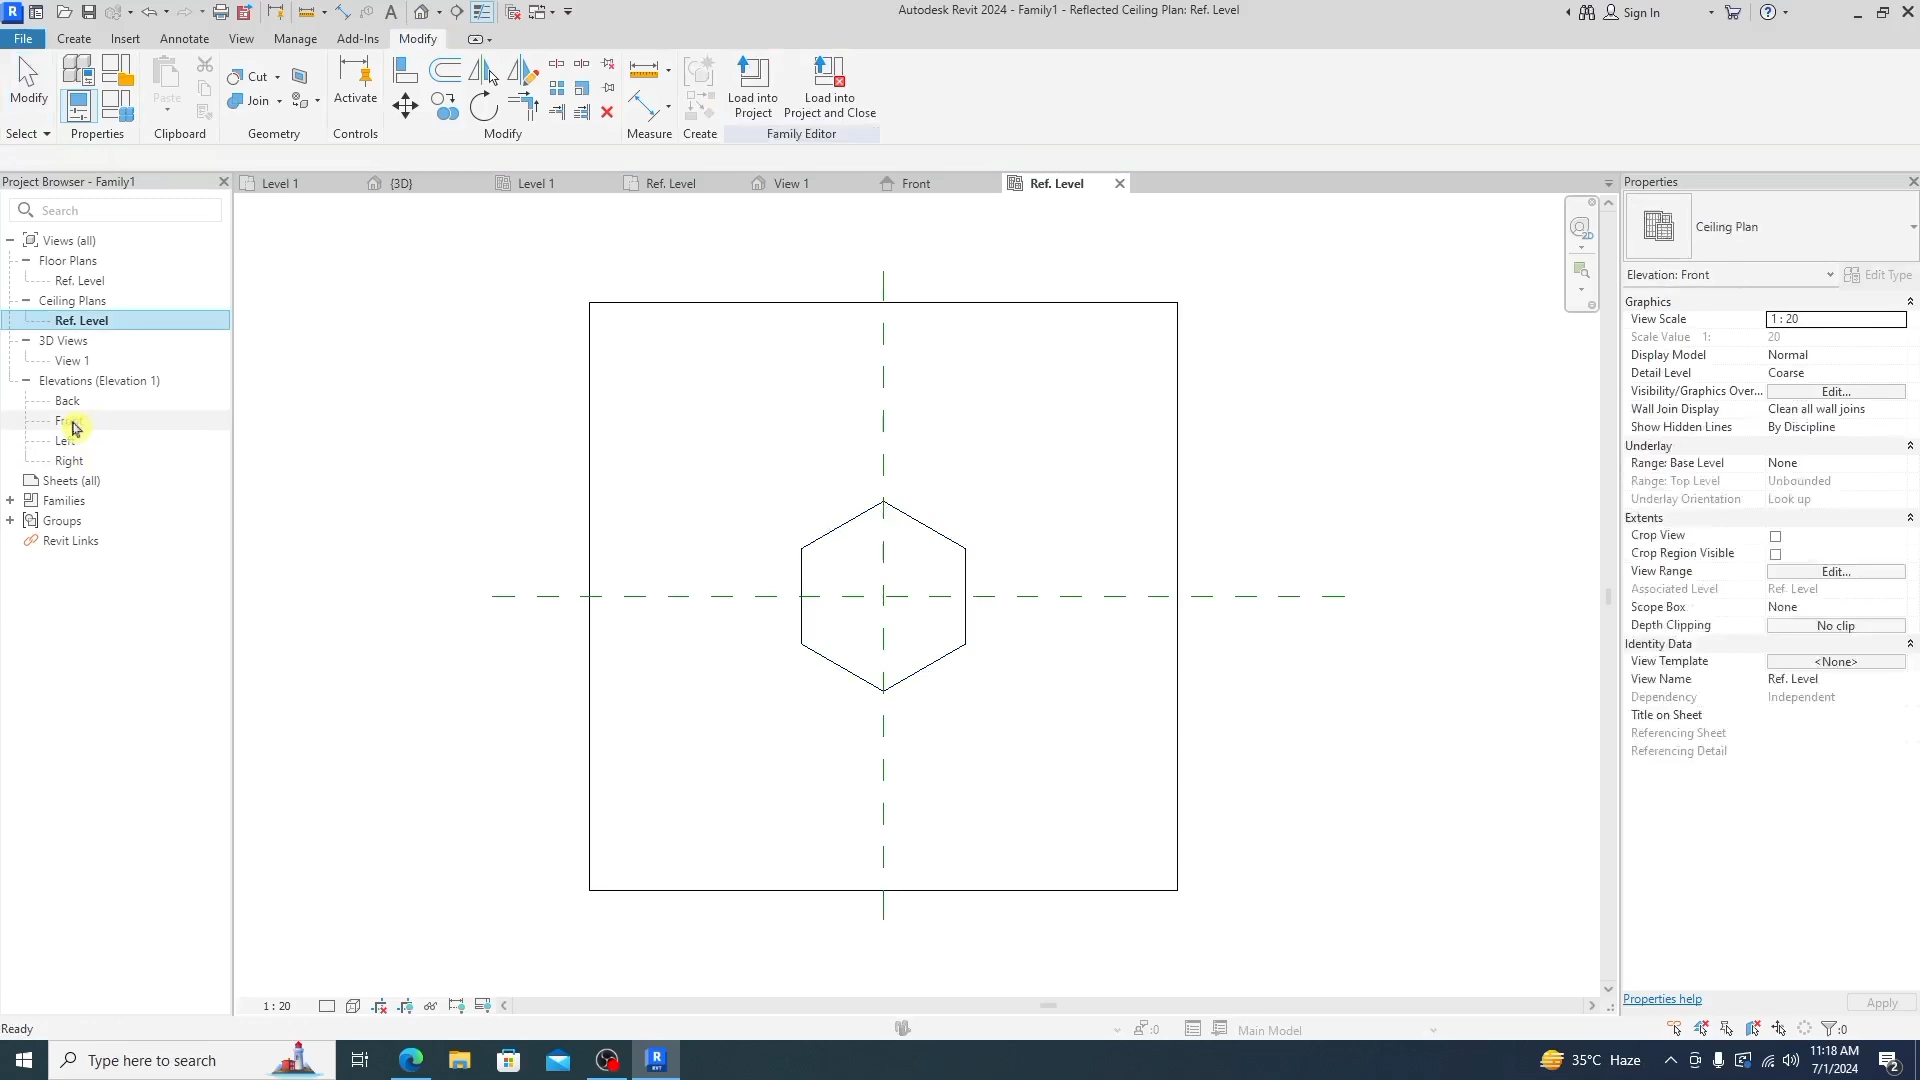 Autodesk Revit 2024 - Family1 - Reflected Ceiling Plan: Ref. Level
Sign In
File
Create
Insert
Annotate
View
Manage
Add-Ins
Modify
Modify
Paste
Cut
Join
Activate
Load into
Project
Load into
Project and Close
Select
Properties
Clipboard
Geometry
Controls
Modify
Measure
Create
Family Editor
Project Browser - Family1
Level 1
{3D}
Level 1
Ref. Level
View 1
Front
Ref. Level
Properties
Search
Views (all)
Floor Plans
Ref. Level
Ceiling Plans
Ref. Level
3D Views
View 1
Elevations (Elevation 1)
Back
Front
Left
Right
Sheets (all)
Families
Groups
Revit Links
2D
Ceiling Plan
Elevation: Front
Edit Type
Graphics
View Scale 1 : 20
Scale Value 1: 20
Display Model Normal
Detail Level Coarse
Visibility/Graphics Over... Edit...
Wall Join Display Clean all wall joins
Show Hidden Lines By Discipline
Underlay
Range: Base Level None
Range: Top Level Unbounded
Underlay Orientation Look up
Extents
Crop View
Crop Region Visible
View Range Edit...
Associated Level Ref. Level
Scope Box None
Depth Clipping No clip
Identity Data
View Template <None>
View Name Ref. Level
Dependency Independent
Title on Sheet
Referencing Sheet
Referencing Detail
Properties help
Apply
1 : 20
Ready
:0
Main Model
:0
Type here to search
35°C Haze
11:18 AM
7/1/2024
2